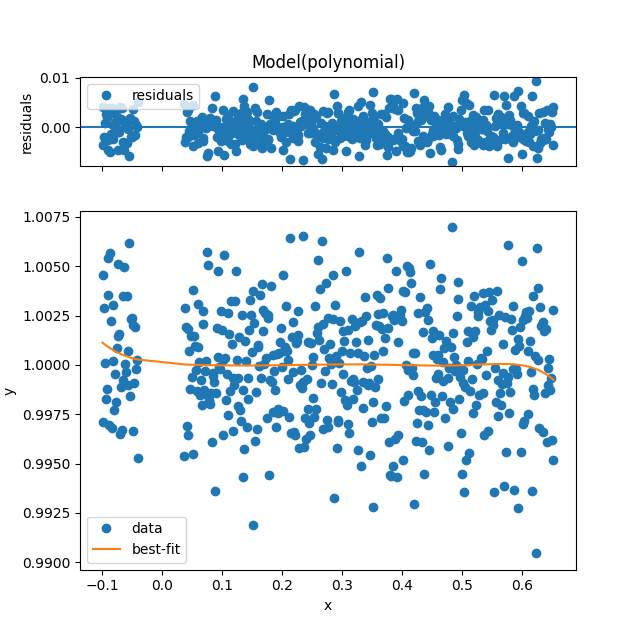 Model(polynomial)
0.01
0.00
residuals
residuals
1.0075
1.0050
1.0025
1.0000
0.9975
0.9950
0.9925
0.9900
y
data
best-fit
−0.1 0.0 0.1 0.2 0.3 0.4 0.5 0.6
x